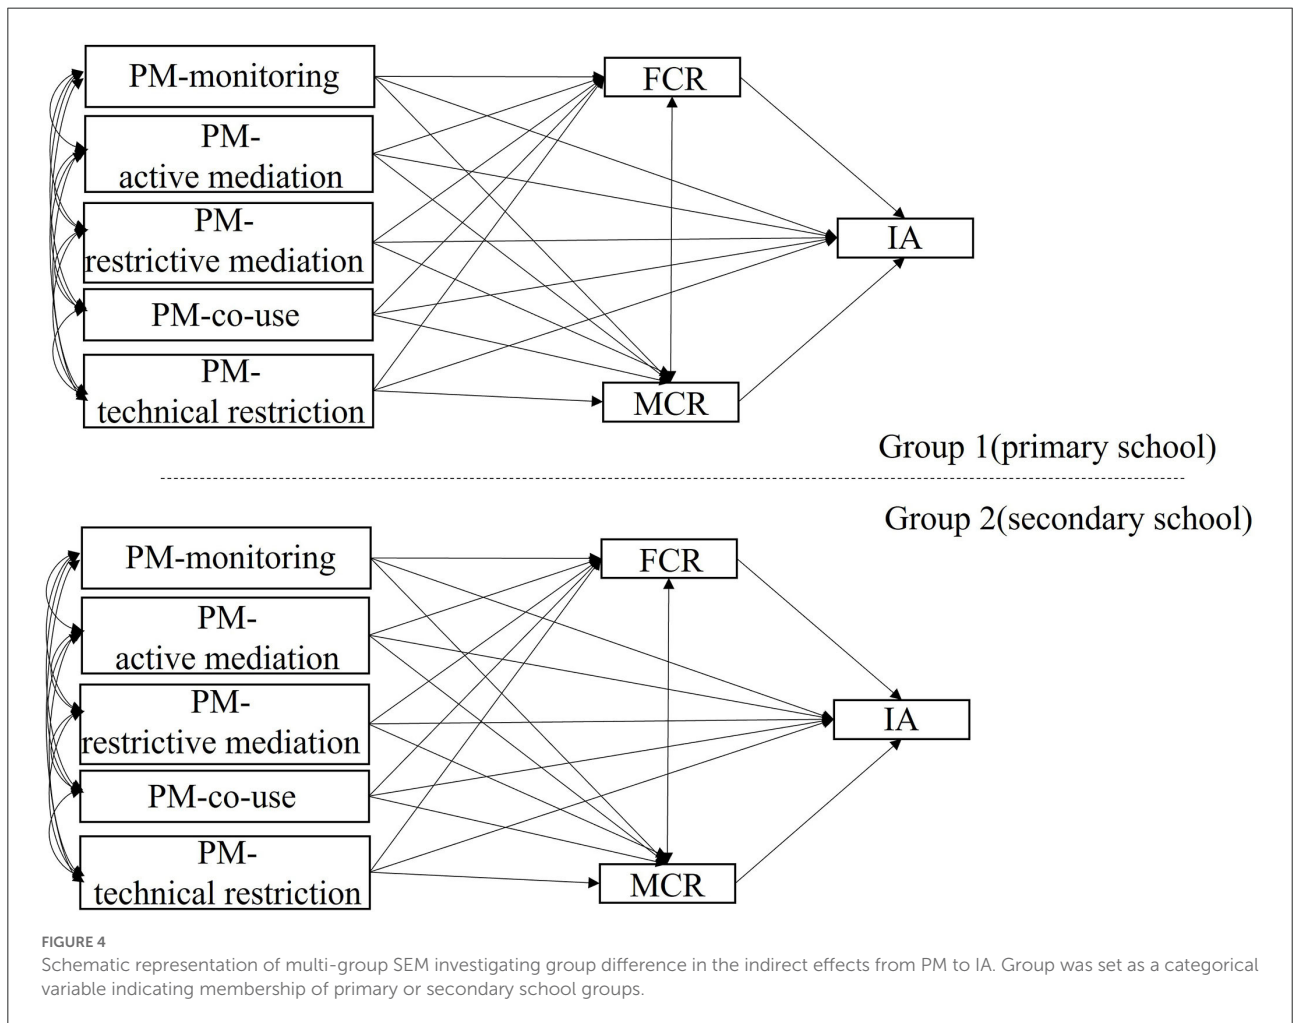 PM-monitoring
FCR
PM-
active mediation
PM-
restrictive mediation
IA
PM-co-use
PM-
technical restriction
MCR
Group 1(primary school)
Group 2(secondary school)
PM-monitoring
FCR
PM-
active mediation
PM-
restrictive mediation
IA
PM-co-use
PM-
technical restriction
MCR
FIGURE 4
Schematic representation of multi-group SEM investigating group difference in the indirect effects from PM to IA. Group was set as a categorical
variable indicating membership of primary or secondary school groups.